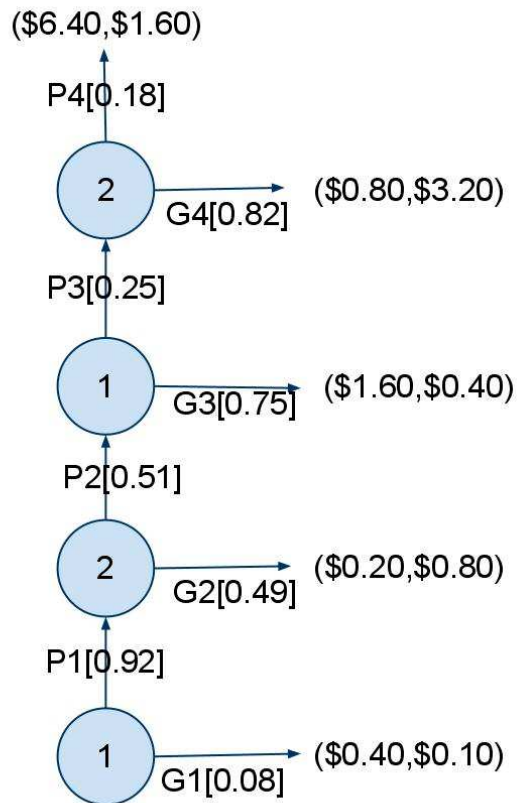 ($6.40,$1.60)
P4[0.18]
2
($0.80,$3.20)
G4[0.82]
P3[0.25]
1
($1.60,$0.40)
G3[0.75]
P2[0.51]
2
($0.20,$0.80)
G2[0.49]
P1[0.92]
1
($0.40,$0.10)
G1[0.08]